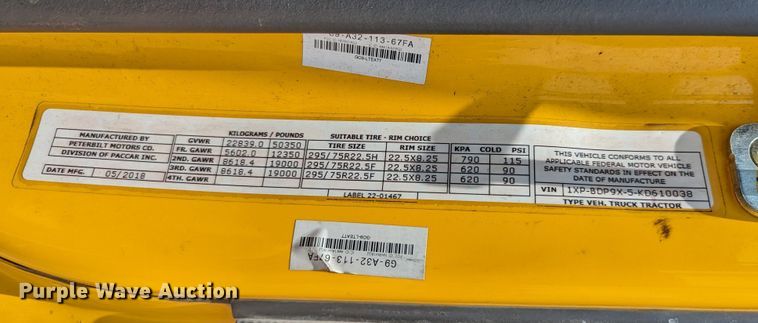 G9-A32-113-67FA
GOBLTEATT
MANUFACTURED BY
PETERBILT MOTORS CO.
DIVISION OF PACCAR INC.
DATE MFG. 05/2018
KILOGRAMS / POUNDS
GVWR 22839.0 50350
FR. GAWR 5602.0 12350
2ND. GAWR 8618.4 19000
3RD. GAWR 8618.4 19000
4TH. GAWR
SUITABLE TIRE - RIM CHOICE
TIRE SIZE RIM SIZE KPA COLD PSI
295/75R22.5H 22.5X8.25 790 115
295/75R22.5F 22.5X8.25 620 90
295/75R22.5F 22.5X8.25 620 90
LABEL 22-01467
THIS VEHICLE CONFORMS TO ALL
APPLICABLE FEDERAL MOTOR VEHICLE
SAFETY STANDARDS IN EFFECT ON THE
DATE OF MANUFACTURE
VIN 1XP-BDP9X-5-KD610038
TYPE VEH. TRUCK TRACTOR
GOBLTEATT
G9-A32-113-67FA
Purple Wave Auction